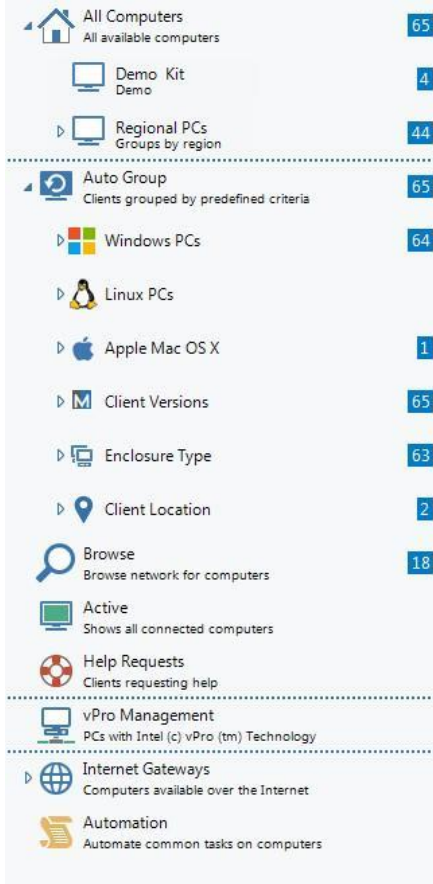 All Computers 65
All available computers
Demo Kit 4
Demo
Regional PCs 44
Groups by region
Auto Group 65
Clients grouped by predefined criteria
Windows PCs 64
Linux PCs
Apple Mac OS X 1
M Client Versions 65
Enclosure Type 63
Client Location 2
Browse 18
Browse network for computers
Active
Shows all connected computers
Help Requests
Clients requesting help
vPro Management
PCs with Intel (c) vPro (tm) Technology
Internet Gateways
Computers available over the Internet
Automation
Automate common tasks on computers